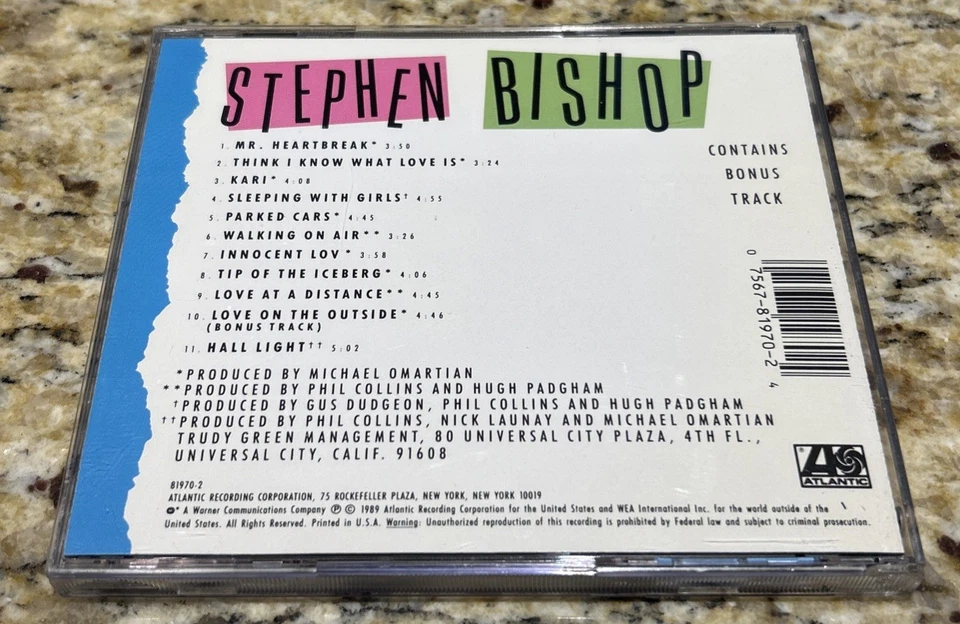 STEPHEN BISHOP
1. MR. HEARTBREAK* 3:50
2. THINK I KNOW WHAT LOVE IS* 3:24
3. KARI* 4:08
4. SLEEPING WITH GIRLS† 4:55
5. PARKED CARS* 4:45
6. WALKING ON AIR** 3:26
7. INNOCENT LOV * 3:58
8. TIP OF THE ICEBERG* 4:06
9. LOVE AT A DISTANCE** 4:45
10. LOVE ON THE OUTSIDE* 4:46
(BONUS TRACK)
11. HALL LIGHT†† 5:02
CONTAINS
BONUS
TRACK
0 7567-81970-2 4
*PRODUCED BY MICHAEL OMARTIAN
**PRODUCED BY PHIL COLLINS AND HUGH PADGHAM
†PRODUCED BY GUS DUDGEON, PHIL COLLINS AND HUGH PADGHAM
††PRODUCED BY PHIL COLLINS, NICK LAUNAY AND MICHAEL OMARTIAN
TRUDY GREEN MANAGEMENT, 80 UNIVERSAL CITY PLAZA, 4TH FL.,
UNIVERSAL CITY, CALIF. 91608
ATLANTIC
81970-2
ATLANTIC RECORDING CORPORATION, 75 ROCKEFELLER PLAZA, NEW YORK, NEW YORK 10019
* A Warner Communications Company ℗ © 1989 Atlantic Recording Corporation for the United States and WEA International Inc. for the world outside of the
United States. All Rights Reserved. Printed in U.S.A. Warning: Unauthorized reproduction of this recording is prohibited by Federal law and subject to criminal prosecution.